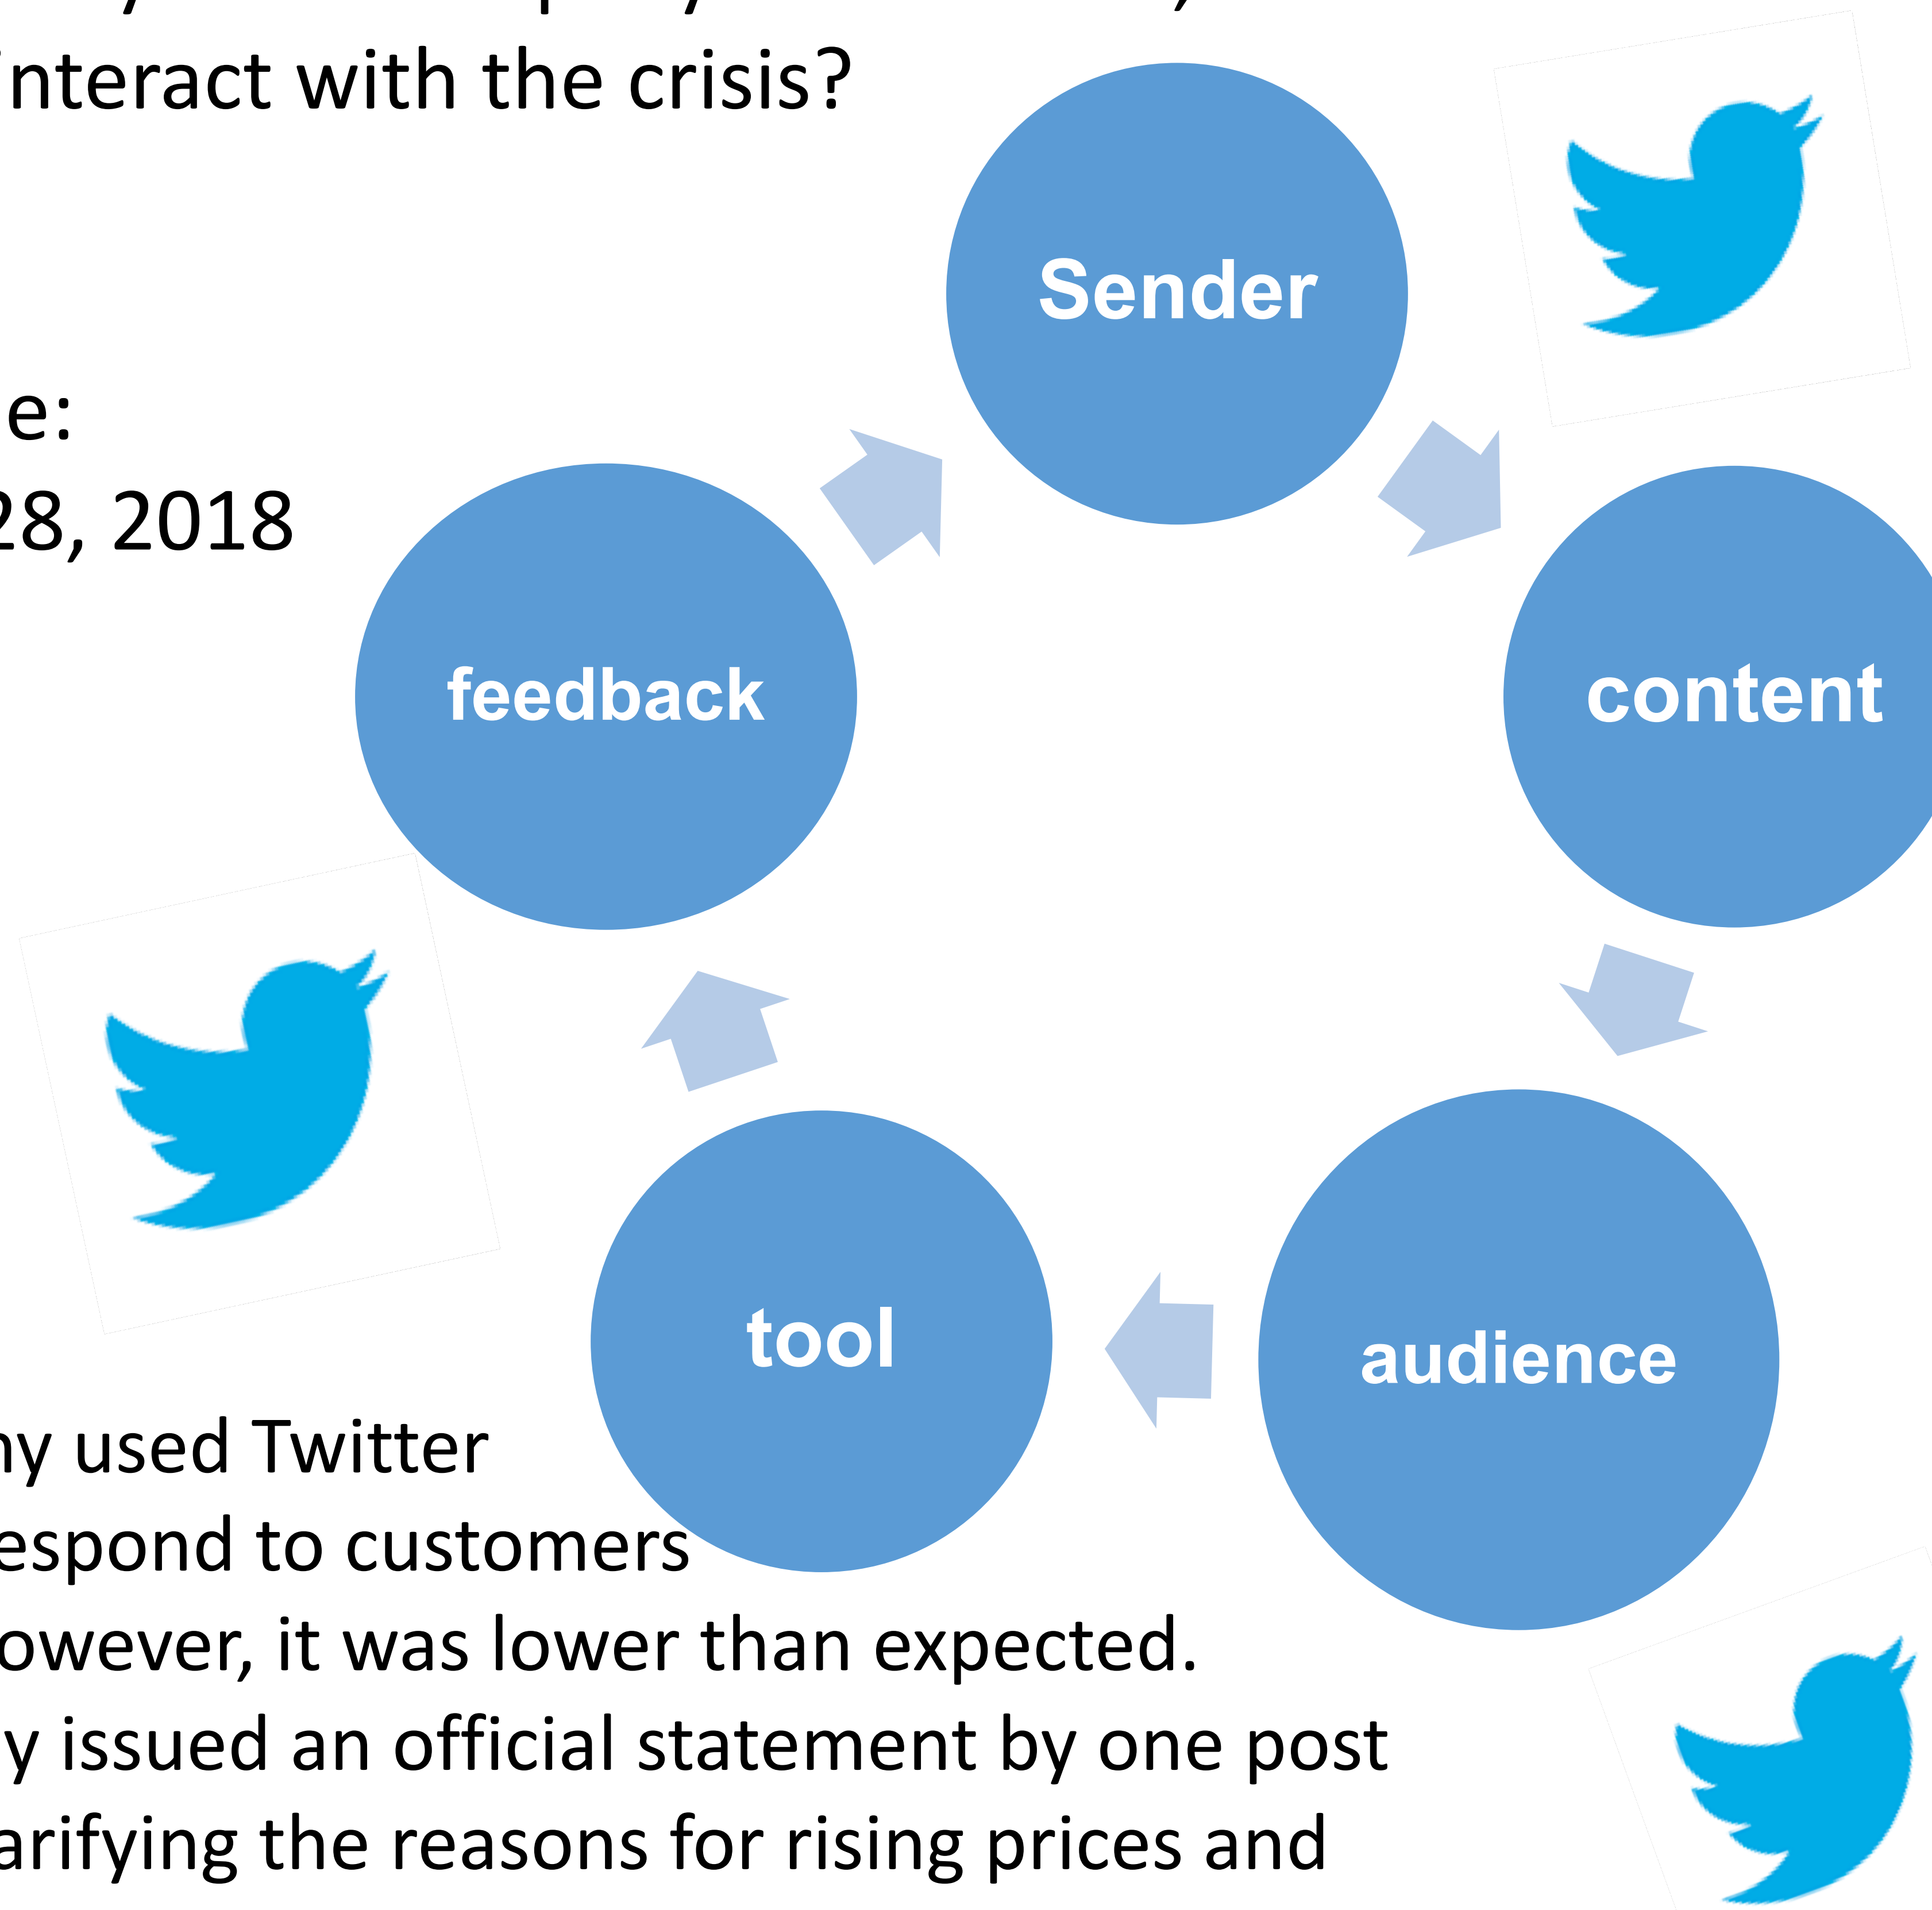 interact with the crisis?
Sender
e:
28, 2018
feedback
content
tool
audience
ny used Twitter
espond to customers
owever, it was lower than expected.
y issued an official statement by one post
arifying the reasons for rising prices and